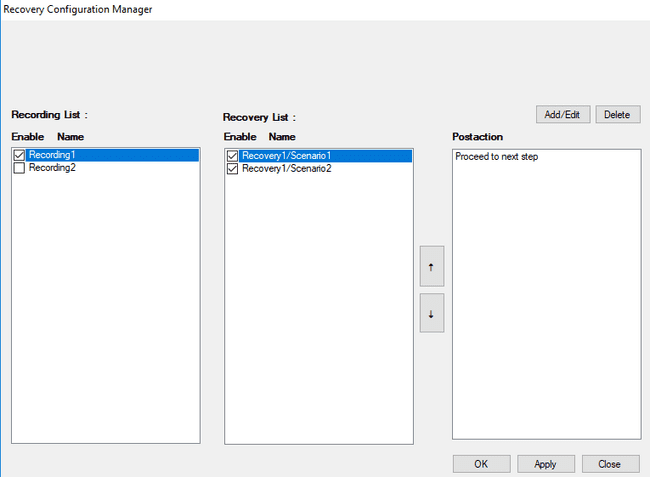 Recovery Configuration Manager
Add/Edit Delete
Recording List :
Recovery List :
Enable Name
Enable Name
Postaction
Recording1
Recording2
Recovery1/Scenario1
Recovery1/Scenario2
Proceed to next step
↑
↓
OK Apply Close